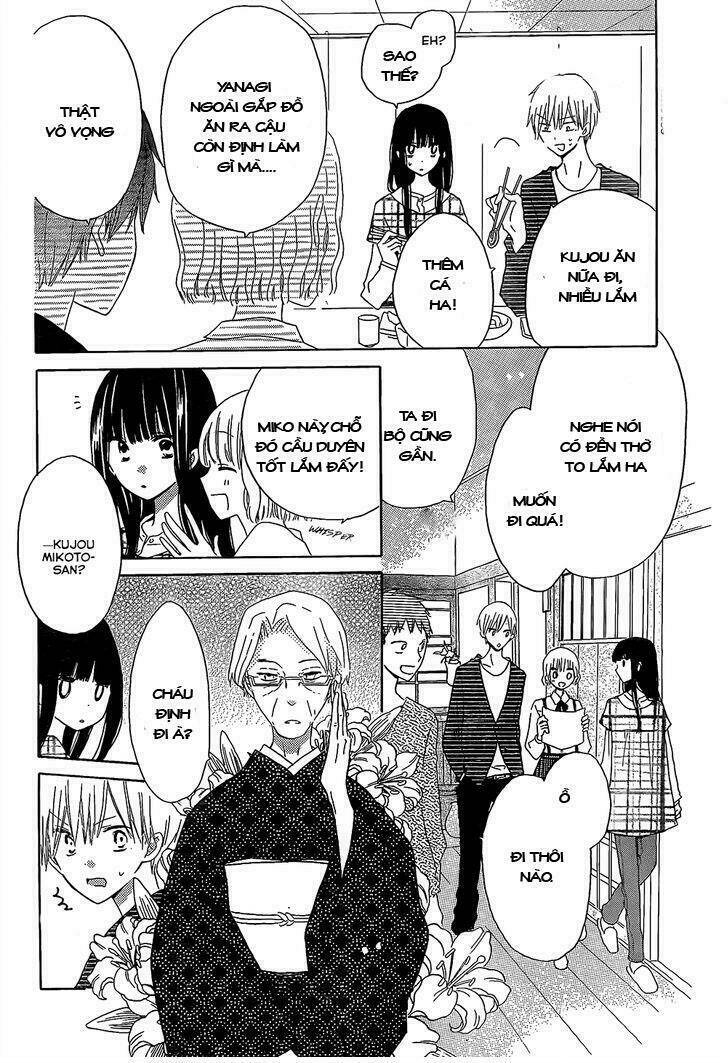 EH?
SAO
THẾ?
KUJOU ĂN
NỮA ĐI,
NHIỀU LẮM
THÊM
CÁ
HA!
YANAGI
NGOÀI GẮP ĐỒ
ĂN RA CẬU
CÒN ĐỊNH LÀM
GÌ MÀ....
THẬT
VÔ VỌNG
NGHE NÓI
CÓ ĐỀN THỜ
TO LẮM HA
MUỐN
ĐI QUÁ!
TA ĐI
BỘ CŨNG
GẦN.
MIKO NÀY, CHỖ
ĐÓ CẦU DUYÊN
TỐT LẮM ĐẤY!
WHISPER
Ồ
ĐI THÔI
NÀO.
—KUJOU
MIKOTO-
SAN?
CHÁU
ĐỊNH
ĐI À?